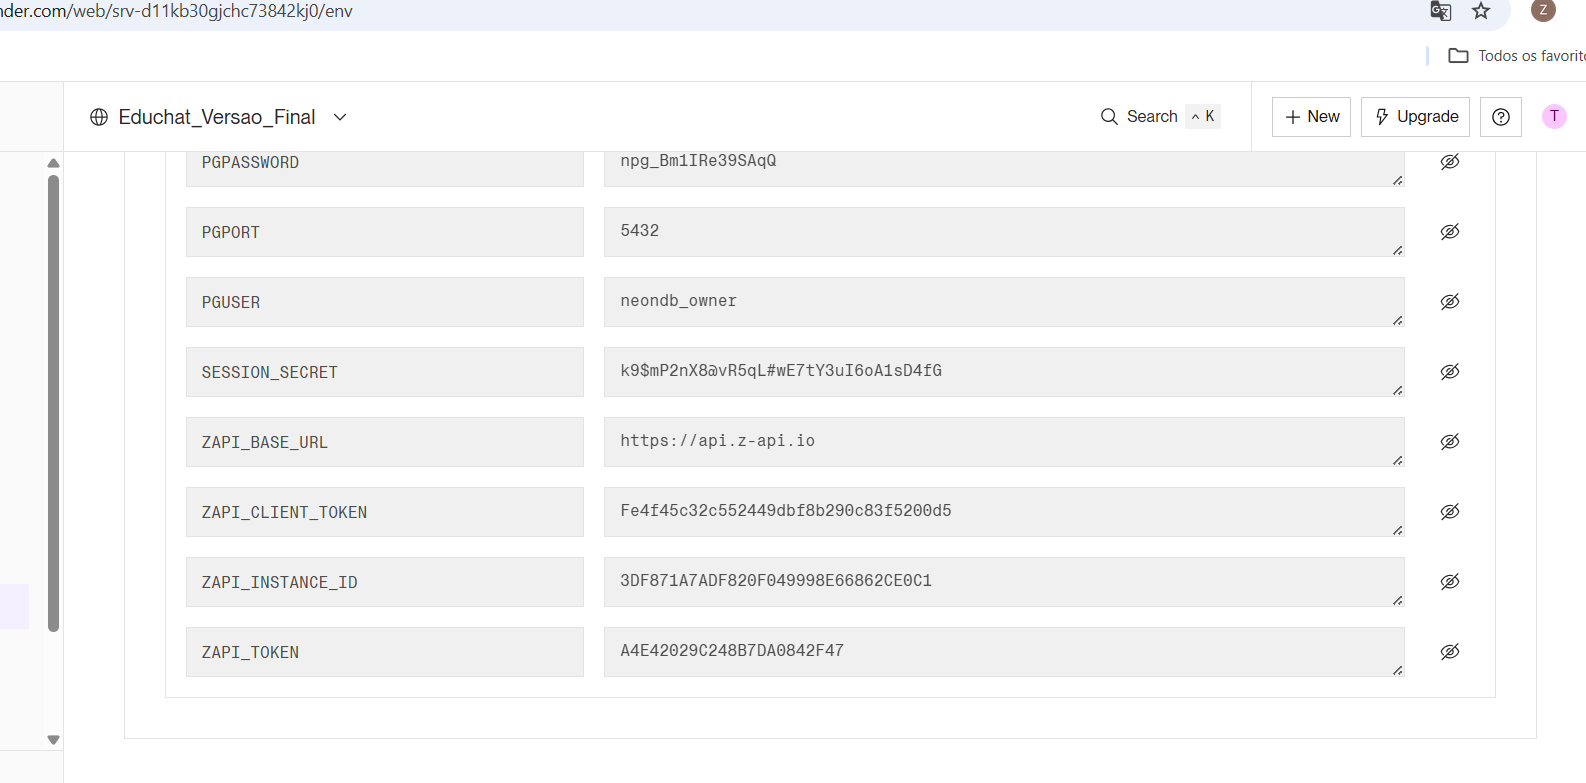 nder.com/web/srv-d11kb30gjchc73842kj0/env
Z
Todos os favorit
Educhat_Versao_Final
Search ^ K
+ New
Upgrade
T
PGPASSWORD npg_Bm1IRe39SAqQ
PGPORT 5432
PGUSER neondb_owner
SESSION_SECRET k9$mP2nX8@vR5qL#wE7tY3uI6oA1sD4fG
ZAPI_BASE_URL https://api.z-api.io
ZAPI_CLIENT_TOKEN Fe4f45c32c552449dbf8b290c83f5200d5
ZAPI_INSTANCE_ID 3DF871A7ADF820F049998E66862CE0C1
ZAPI_TOKEN A4E42029C248B7DA0842F47